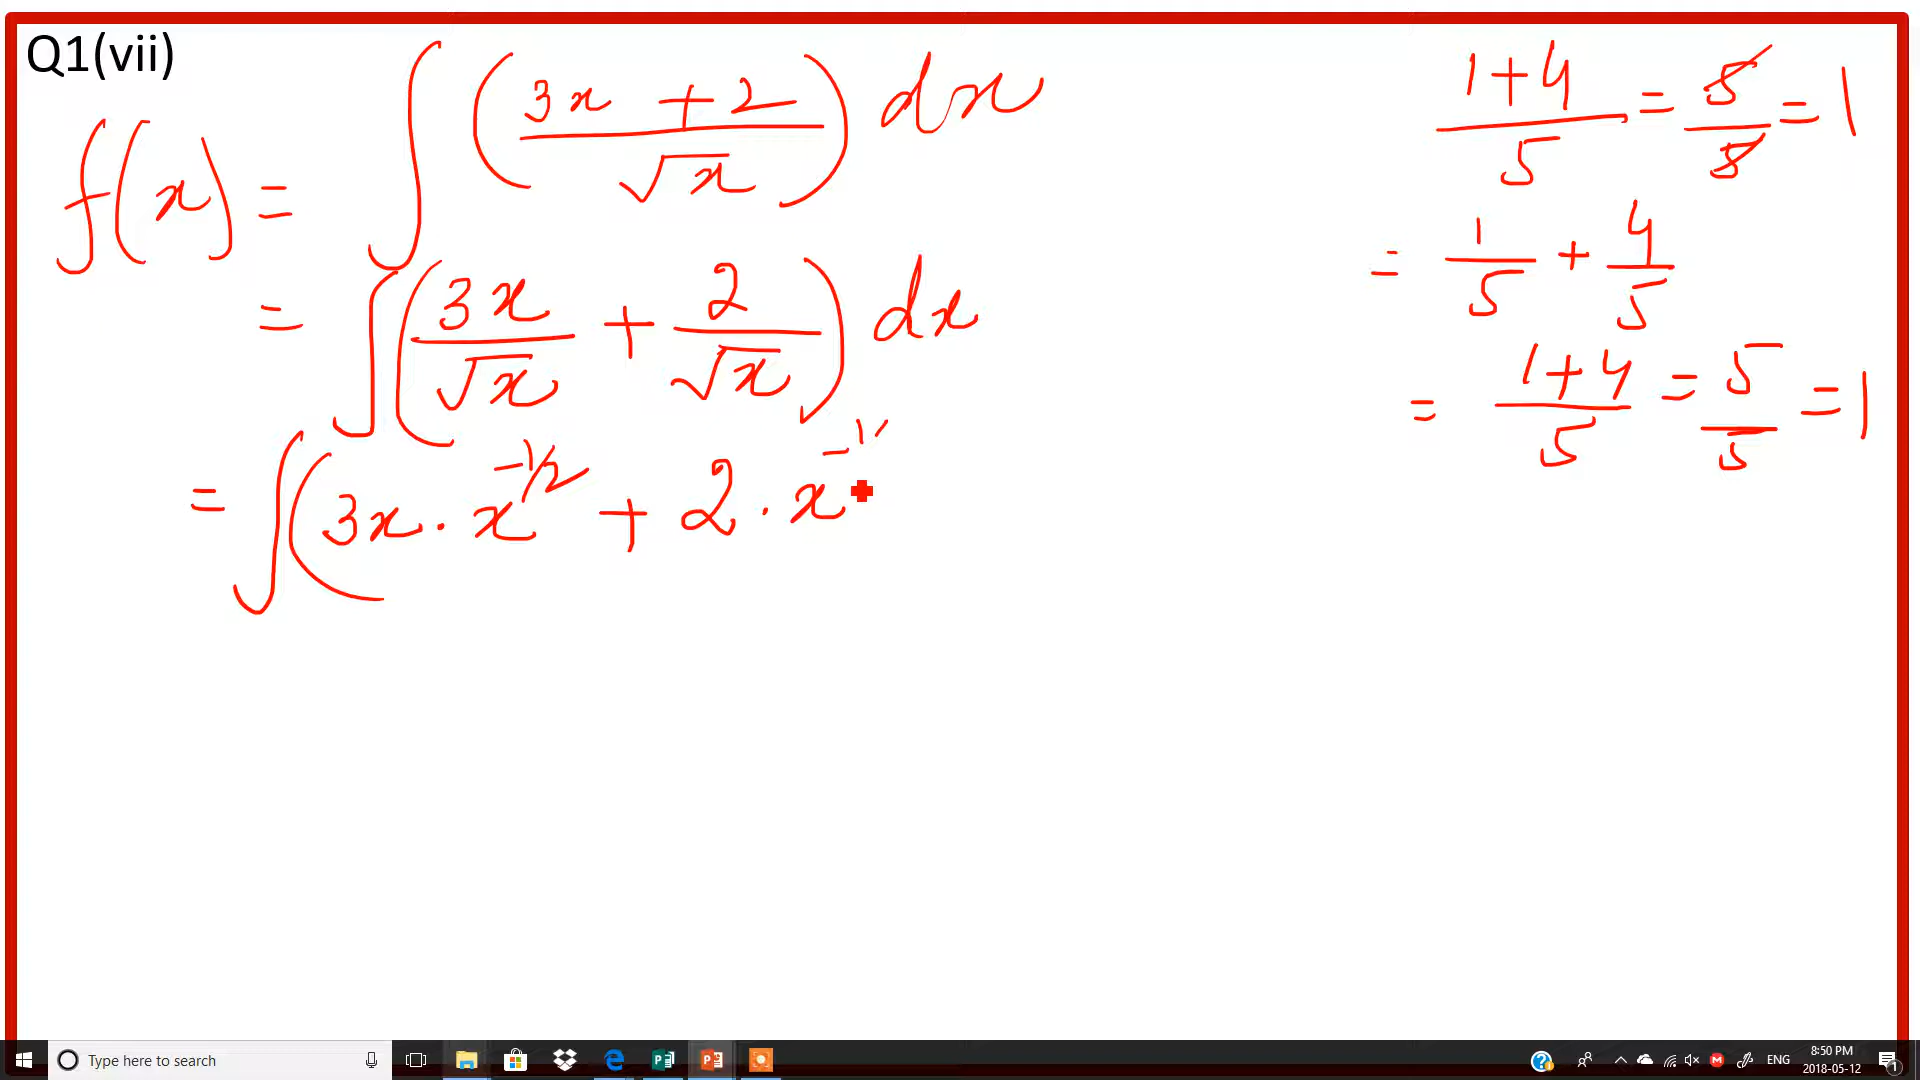 Q1(vii)
f(x) = ∫ ( (3x + 2) / √x ) dx
= ∫ ( 3x/√x + 2/√x ) dx
= ∫ ( 3x · x^(-1/2) + 2 · x^-1/
(1+4)/5 = 5/5 = 1
= 1/5 + 4/5
= (1+4)/5 = 5/5 = 1
Type here to search
ENG
8:50 PM
2018-05-12